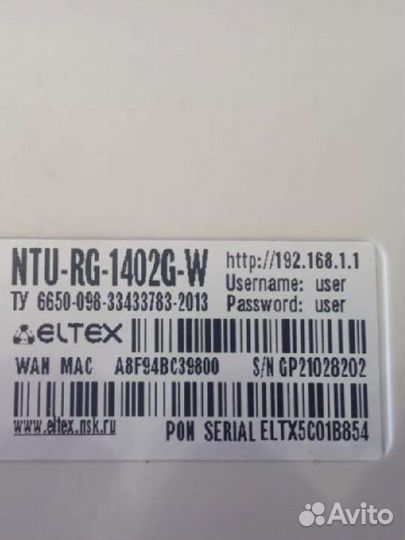 NTU-RG-1402G-W
http://192.168.1.1
Username: user
ТУ 6650-098-33433783-2013
Password: user
ELTEX
WAN MAC A8F94BC39800
S/N GP21028202
www.eltex.nsk.ru
PON SERIAL ELTX5C01B854
Avito